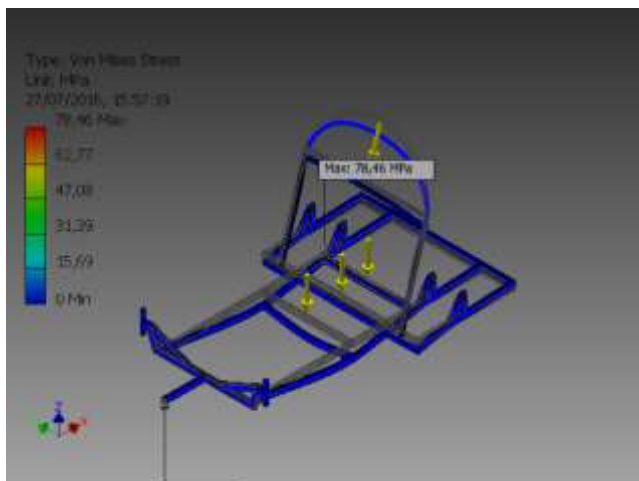 Type: Von Mises Stress
Unit: MPa
27/07/2016, 15:57:19
78,46 Max
62,77
Max: 78,46 MPa
47,08
31,39
15,69
0 Min